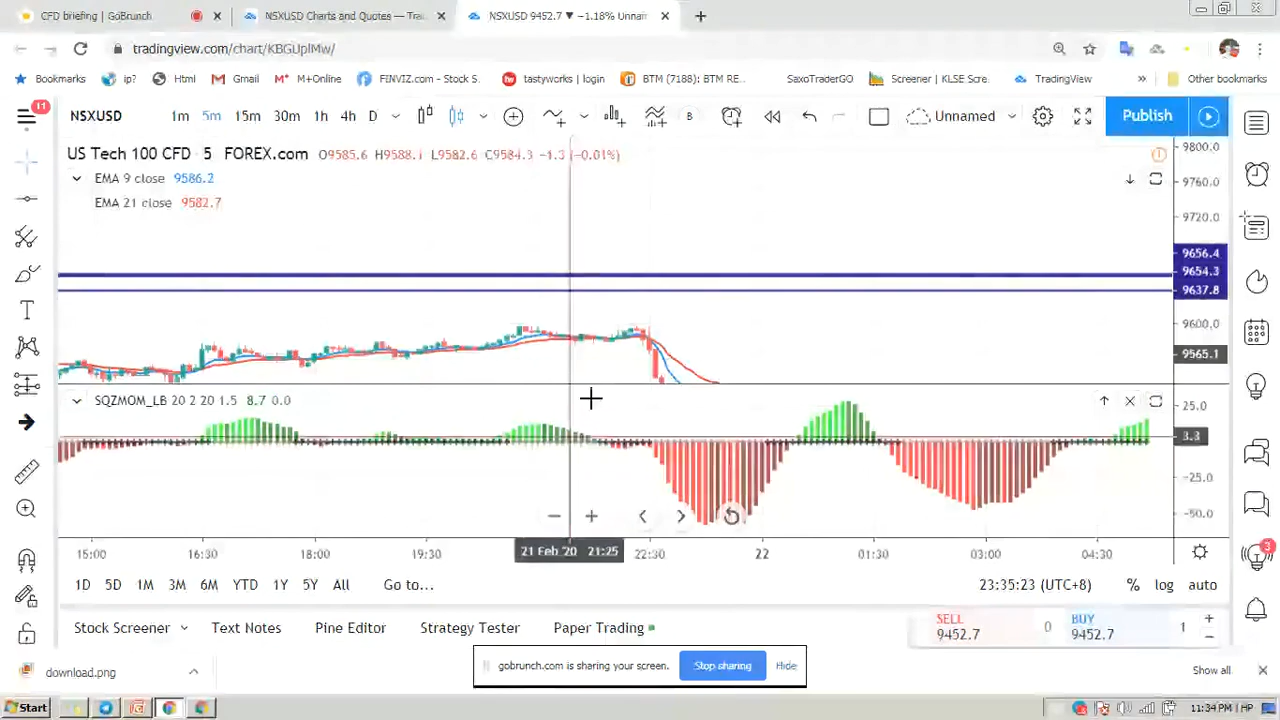 CFD briefing | GoBrunch
NSXUSD Charts and Quotes — Tra
NSXUSD 9452.7 ▼ −1.18% Unnam
tradingview.com/chart/KBGUplMw/
Bookmarks
ip?
Html
Gmail
M+Online
FINVIZ.com - Stock S
tastyworks | login
BTM (7188): BTM RE..
SaxoTraderGO
Screener | KLSE Scre.
TradingView
»
Other bookmarks
11
NSXUSD
1m
5m
15m
30m
1h
4h
D
B
Unnamed
Publish
US Tech 100 CFD · 5 FOREX.com O9585.6 H9588.1 L9582.6 C9584.3 −1.3 (−0.01%)
EMA 9 close 9586.2
EMA 21 close 9582.7
9800.0
9760.0
9720.0
9656.4
9654.3
9637.8
9600.0
9565.1
SQZMOM_LB 20 2 20 1.5 8.7 0.0
25.0
3.3
-25.0
-50.0
15:00
16:30
18:00
19:30
21 Feb '20 21:25
22:30
22
01:30
03:00
04:30
1D
5D
1M
3M
6M
YTD
1Y
5Y
All
Go to...
23:35:23 (UTC+8)
%
log
auto
3
Stock Screener
Text Notes
Pine Editor
Strategy Tester
Paper Trading
SELL
9452.7
0
BUY
9452.7
1
download.png
gobrunch.com is sharing your screen.
Stop sharing
Hide
Show all
Start
11:34 PM
HP